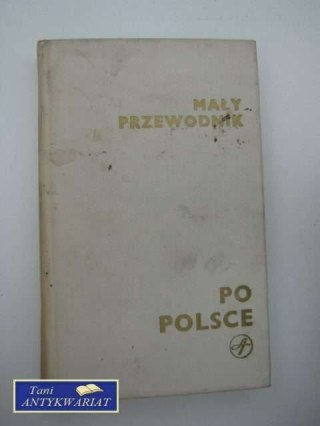 MAŁY
PRZEWODNIK
PO
POLSCE
Tani
ANTYKWARIAT